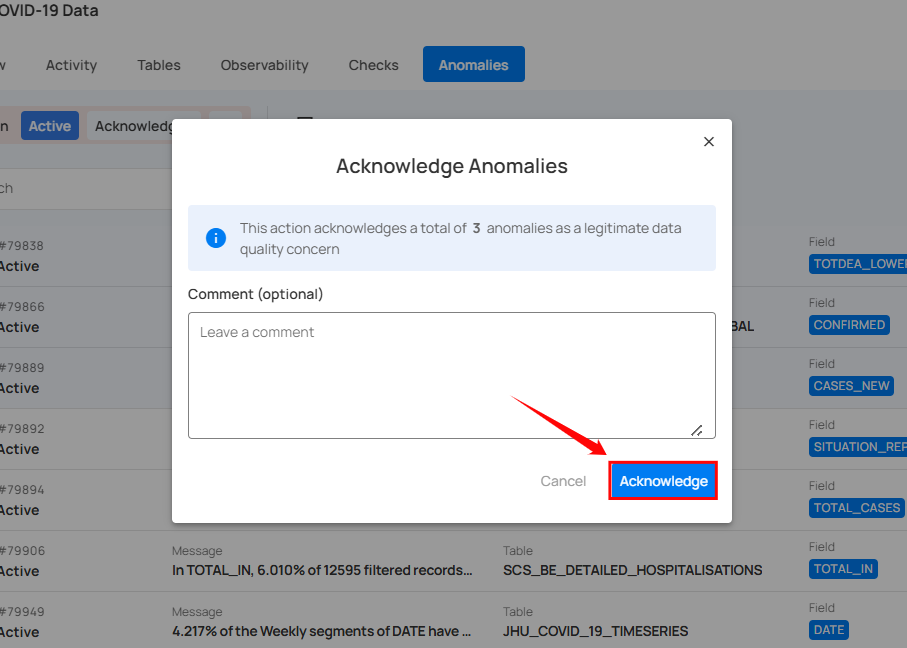 OVID-19 Data
Activity
Tables
Observability
Checks
Anomalies
Active
Acknowledge Anomalies
This action acknowledges a total of 3 anomalies as a legitimate data
quality concern
Comment (optional)
Leave a comment
Cancel
Acknowledge
#79838
Active
Field
TOTDEA_LOWE
#79866
Active
BAL
Field
CONFIRMED
#79889
Active
Field
CASES_NEW
#79892
Active
Field
SITUATION_REP
#79894
Active
Field
TOTAL_CASES
#79906
Active
Message
In TOTAL_IN, 6.010% of 12595 filtered records...
Table
SCS_BE_DETAILED_HOSPITALISATIONS
Field
TOTAL_IN
#79949
Active
Message
4.217% of the Weekly segments of DATE have ...
Table
JHU_COVID_19_TIMESERIES
Field
DATE